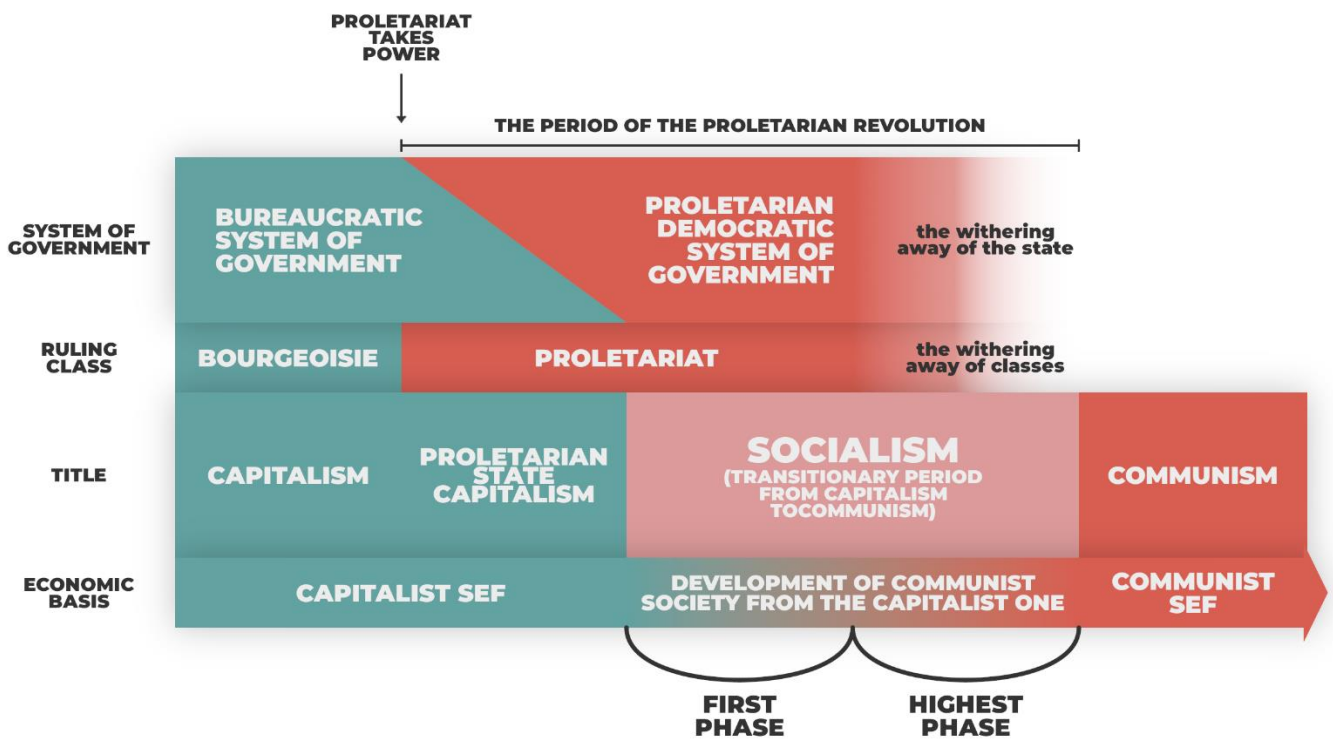 PROLETARIAT
TAKES
POWER
THE PERIOD OF THE PROLETARIAN REVOLUTION
SYSTEM OF
GOVERNMENT
BUREAUCRATIC
SYSTEM OF
GOVERNMENT
PROLETARIAN
DEMOCRATIC
SYSTEM OF
GOVERNMENT
the withering
away of the state
RULING
CLASS
BOURGEOISIE
PROLETARIAT
the withering
away of classes
TITLE
CAPITALISM
PROLETARIAN
STATE
CAPITALISM
SOCIALISM
(TRANSITIONARY PERIOD
FROM CAPITALISM
TOCOMMUNISM)
COMMUNISM
ECONOMIC
BASIS
CAPITALIST SEF
DEVELOPMENT OF COMMUNIST
SOCIETY FROM THE CAPITALIST ONE
COMMUNIST
SEF
FIRST
PHASE
HIGHEST
PHASE